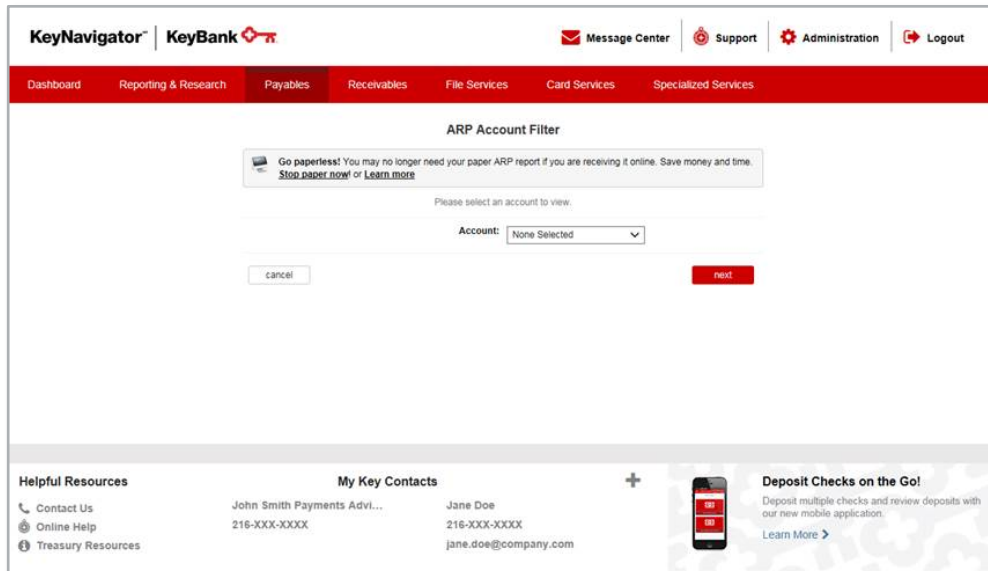 KeyNavigator™ | KeyBank
Message Center
Support
Administration
Logout
Dashboard
Reporting & Research
Payables
Receivables
File Services
Card Services
Specialized Services
ARP Account Filter
Go paperless! You may no longer need your paper ARP report if you are receiving it online. Save money and time.
Stop paper now! or Learn more
Please select an account to view.
Account: None Selected
cancel
next
Helpful Resources
Contact Us
Online Help
Treasury Resources
My Key Contacts
John Smith Payments Advi...
216-XXX-XXXX
Jane Doe
216-XXX-XXXX
jane.doe@company.com
Deposit Checks on the Go!
Deposit multiple checks and review deposits with
our new mobile application.
Learn More